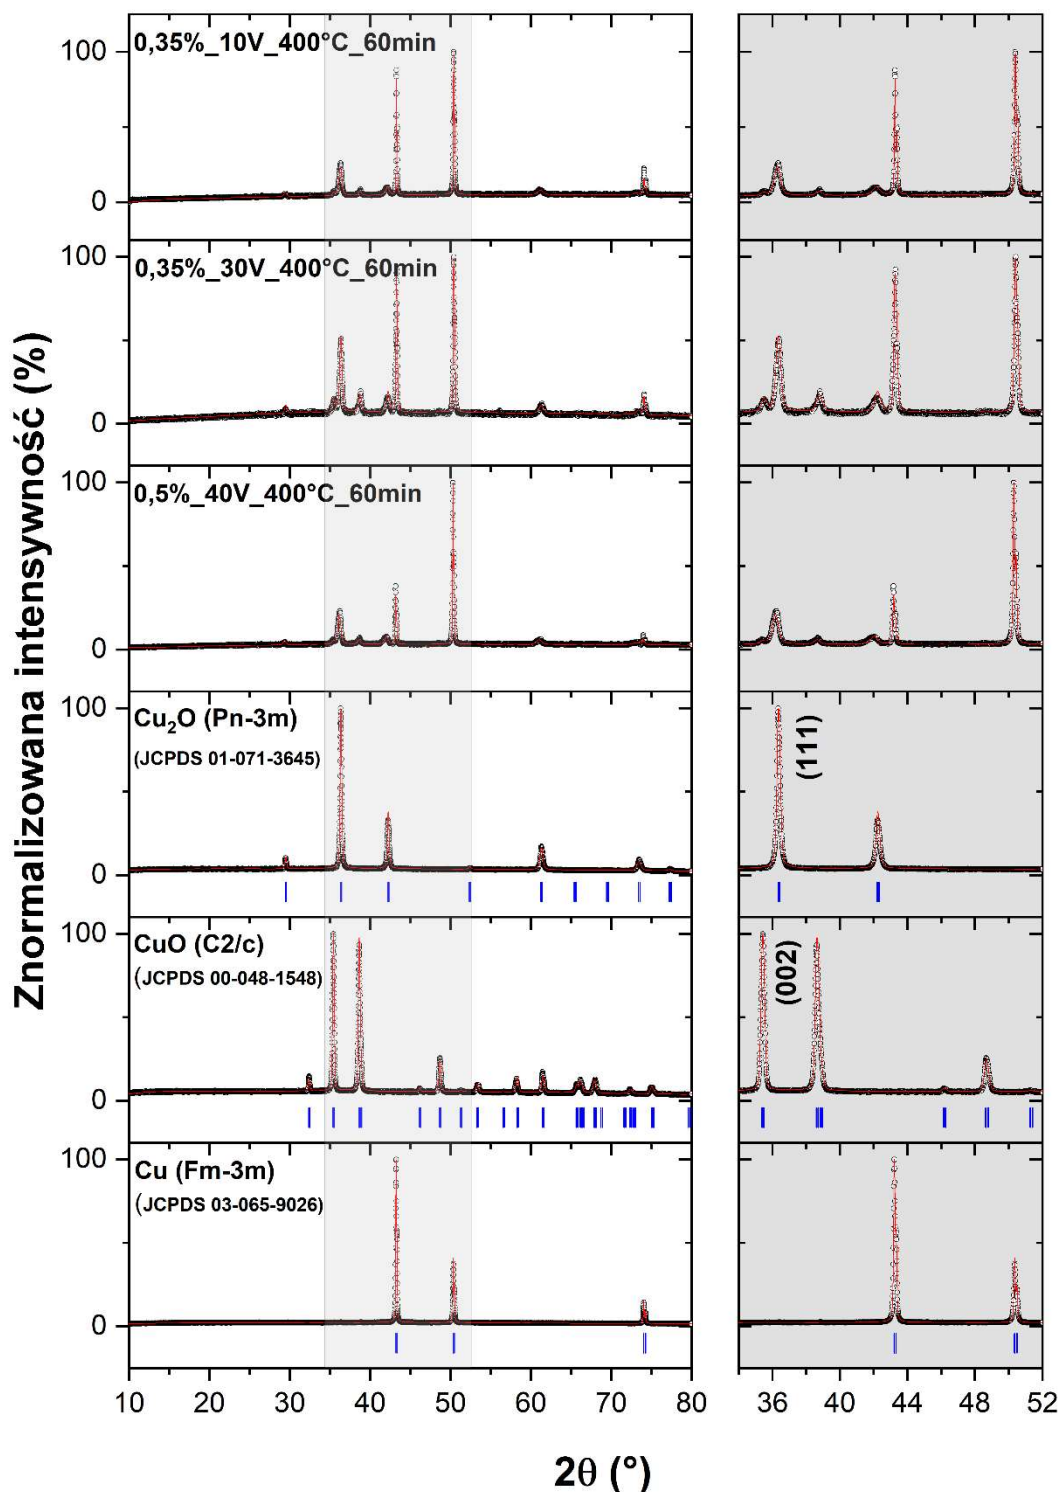 Znormalizowana intensywność (%)
100
0
0,35%_10V_400°C_60min
100
0
0,35%_30V_400°C_60min
100
0
0,5%_40V_400°C_60min
100
0
Cu₂O (Pn-3m)
(JCPDS 01-071-3645)
(111)
100
0
CuO (C2/c)
(JCPDS 00-048-1548)
(002)
100
0
Cu (Fm-3m)
(JCPDS 03-065-9026)
10 20 30 40 50 60 70 80
36 40 44 48 52
2θ (°)